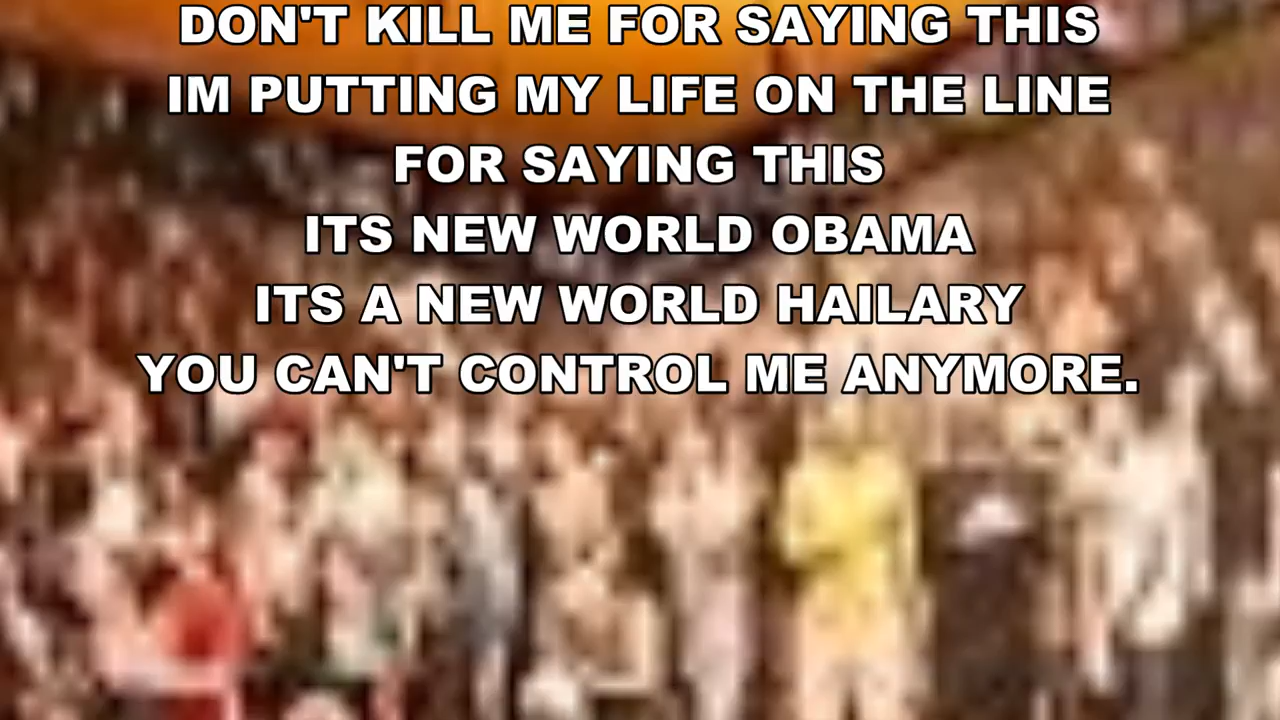 DON'T KILL ME FOR SAYING THIS
IM PUTTING MY LIFE ON THE LINE
FOR SAYING THIS
ITS NEW WORLD OBAMA
ITS A NEW WORLD HAILARY
YOU CAN'T CONTROL ME ANYMORE.